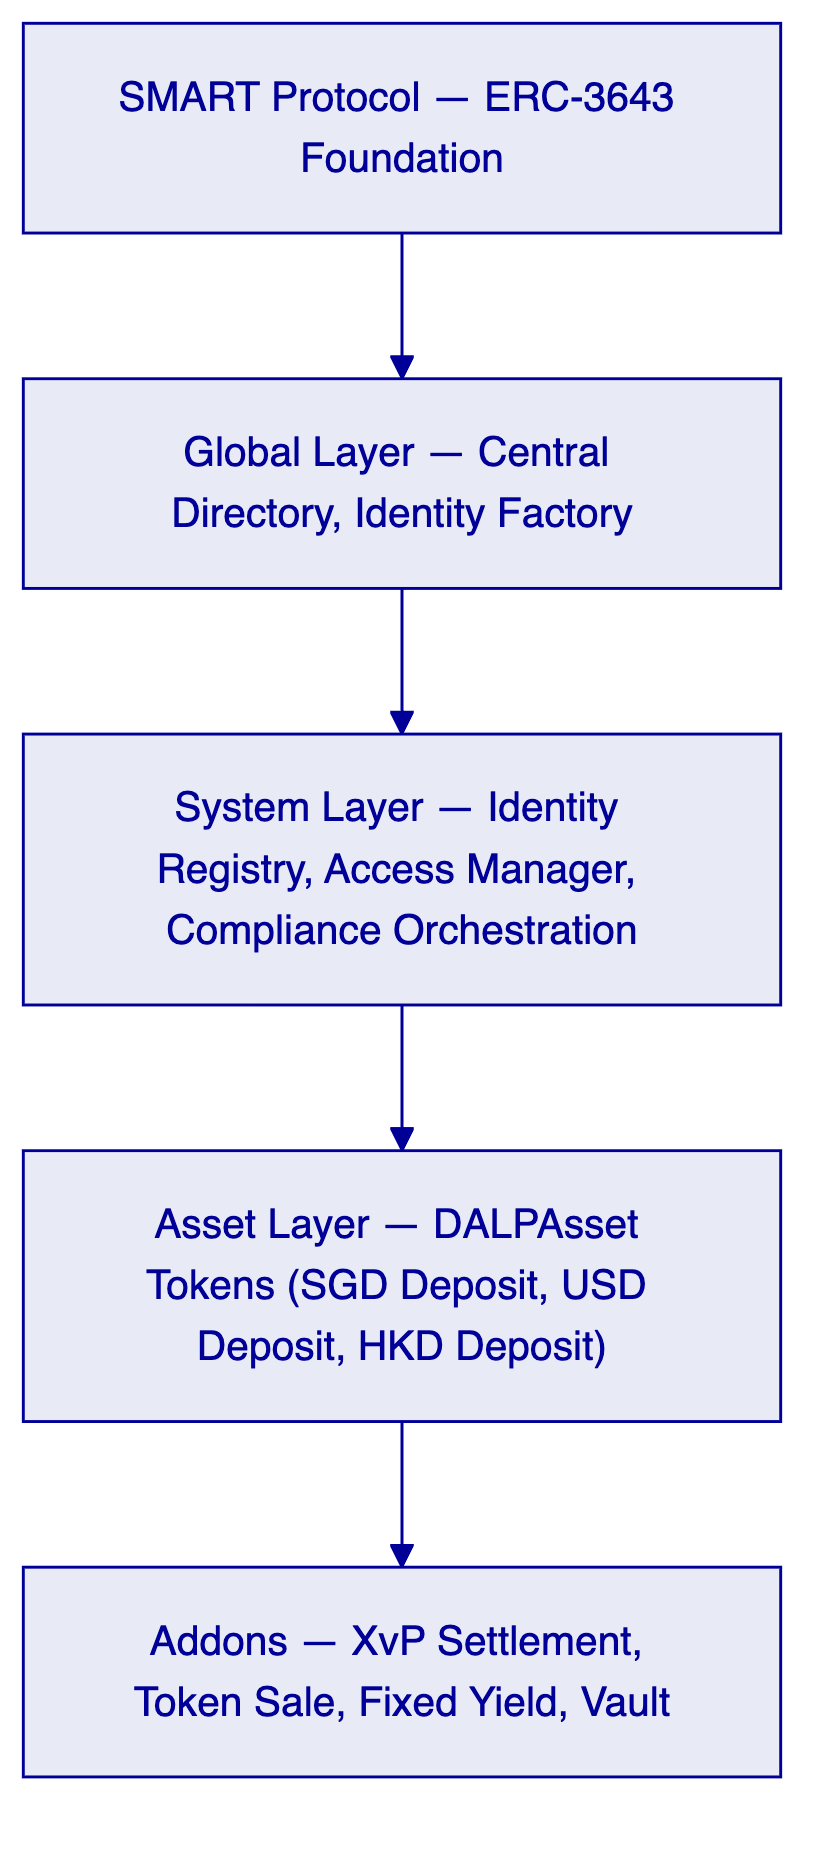 SMART Protocol — ERC-3643
Foundation
Global Layer — Central
Directory, Identity Factory
System Layer — Identity
Registry, Access Manager,
Compliance Orchestration
Asset Layer — DALPAsset
Tokens (SGD Deposit, USD
Deposit, HKD Deposit)
Addons — XvP Settlement,
Token Sale, Fixed Yield, Vault